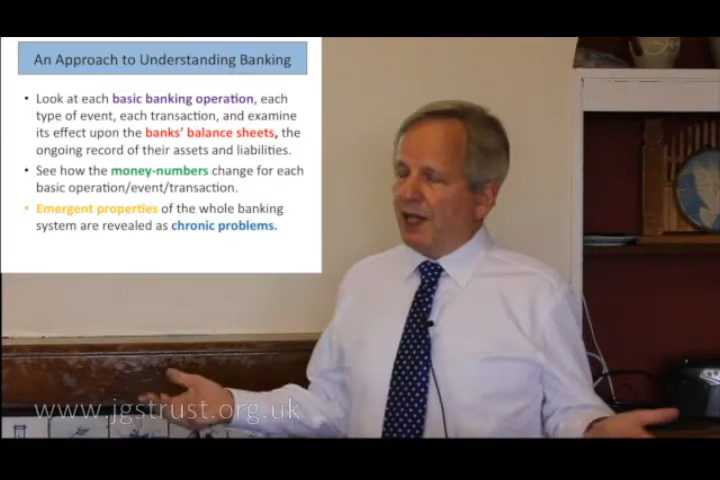 An Approach to Understanding Banking
• Look at each basic banking operation, each
type of event, each transaction, and examine
its effect upon the banks’ balance sheets, the
ongoing record of their assets and liabilities.
• See how the money-numbers change for each
basic operation/event/transaction.
• Emergent properties of the whole banking
system are revealed as chronic problems.
www.jgstrust.org.uk